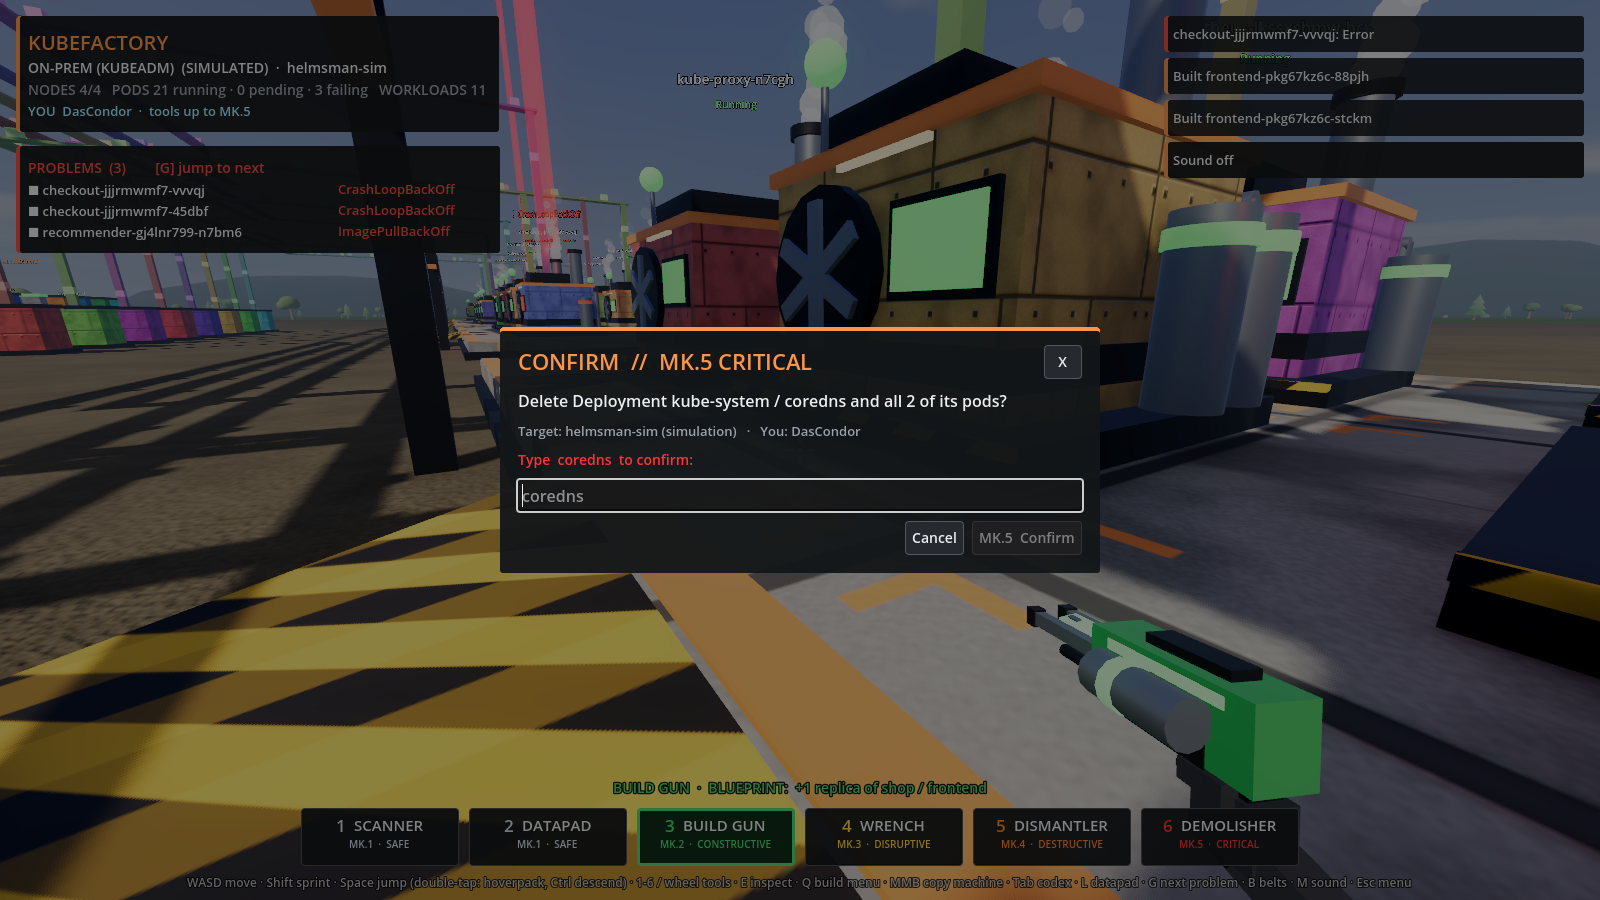 KUBEFACTORY
ON-PREM (KUBEADM) (SIMULATED) · helmsman-sim
NODES 4/4 PODS 21 running · 0 pending · 3 failing WORKLOADS 11
YOU DasCondor · tools up to MK.5
PROBLEMS (3) [G] jump to next
checkout-jjjrmwmf7-vvvqj CrashLoopBackOff
checkout-jjjrmwmf7-45dbf CrashLoopBackOff
recommender-gj4lnr799-n7bm6 ImagePullBackOff
kube-proxy-n7cgh
Running
checkout-jjjrmwmf7-vvvqj: Error
Running
Built frontend-pkg67kz6c-88pjh
Built frontend-pkg67kz6c-stckm
Sound off
CONFIRM // MK.5 CRITICAL
X
Delete Deployment kube-system / coredns and all 2 of its pods?
Target: helmsman-sim (simulation) · You: DasCondor
Type coredns to confirm:
coredns
Cancel
MK.5 Confirm
BUILD GUN · BLUEPRINT: +1 replica of shop / frontend
1 SCANNER
MK.1 · SAFE
2 DATAPAD
MK.1 · SAFE
3 BUILD GUN
MK.2 · CONSTRUCTIVE
4 WRENCH
MK.3 · DISRUPTIVE
5 DISMANTLER
MK.4 · DESTRUCTIVE
6 DEMOLISHER
MK.5 · CRITICAL
WASD move · Shift sprint · Space jump (double-tap: hoverpack, Ctrl descend) · 1-6 / wheel tools · E inspect · Q build menu · MMB copy machine · Tab codex · L datapad · G next problem · B belts · M sound · Esc menu